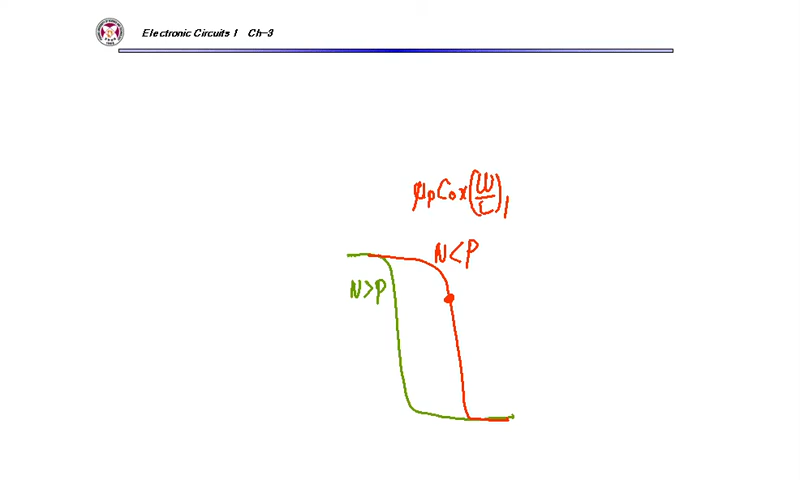 Electronic Circuits 1 Ch-3
μpCox(W/L)1
N<P
N>P